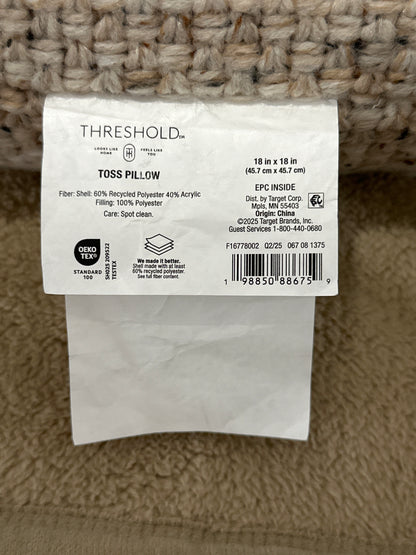 THRESHOLD™
LOOKS LIKE HOME
FEELS LIKE YOU
TOSS PILLOW
Fiber: Shell: 60% Recycled Polyester 40% Acrylic
Filling: 100% Polyester
Care: Spot clean.
OEKO
TEX®
STANDARD
100
SH025 209522
TESTEX
We made it better.
Shell made with at least
60% recycled polyester.
See full fiber content.
18 in x 18 in
(45.7 cm x 45.7 cm)
EPC INSIDE
Dist. by Target Corp.
Mpls, MN 55403
Origin: China
©2025 Target Brands, Inc.
Guest Services 1-800-440-0680
F16778002 02/25 067 08 1375
1 98850 88675 9